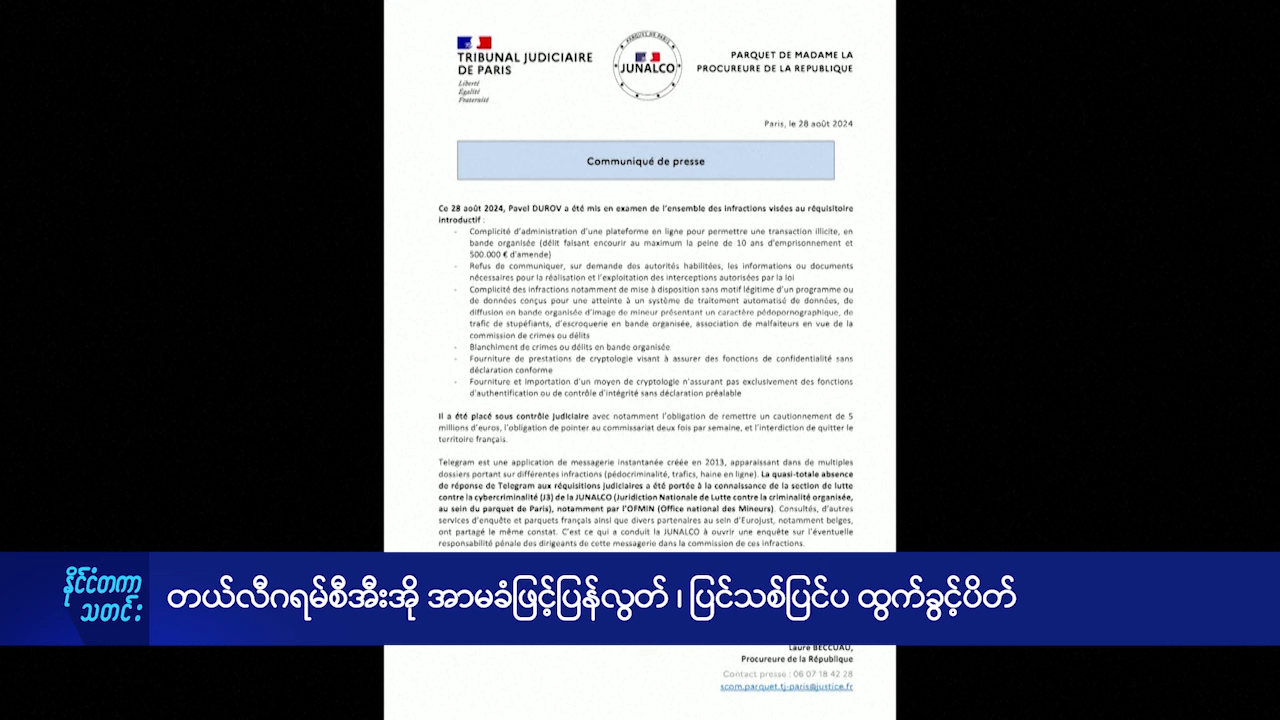 TRIBUNAL JUDICIAIRE
DE PARIS
Liberté
Égalité
Fraternité
JUNALCO
PARQUET DE MADAME LA
PROCUREURE DE LA REPUBLIQUE
Paris, le 28 août 2024
Communiqué de presse
Ce 28 août 2024, Pavel DUROV a été mis en examen de l'ensemble des infractions visées au réquisitoire
introductif :
- Complicité d'administration d'une plateforme en ligne pour permettre une transaction illicite, en
bande organisée (délit faisant encourir au maximum la peine de 10 ans d'emprisonnement et
500.000 € d'amende)
- Refus de communiquer, sur demande des autorités habilitées, les informations ou documents
nécessaires pour la réalisation et l'exploitation des interceptions autorisées par la loi
- Complicité des infractions notamment de mise à disposition sans motif légitime d'un programme ou
de données conçus pour une atteinte à un système de traitement automatisé de données, de
diffusion en bande organisée d'image de mineur présentant un caractère pédopornographique, de
trafic de stupéfiants, d'escroquerie en bande organisée, association de malfaiteurs en vue de la
commission de crimes ou délits
- Blanchiment de crimes ou délits en bande organisée
- Fourniture de prestations de cryptologie visant à assurer des fonctions de confidentialité sans
déclaration conforme
- Fourniture et importation d'un moyen de cryptologie n'assurant pas exclusivement des fonctions
d'authentification ou de contrôle d'intégrité sans déclaration préalable
Il a été placé sous contrôle judiciaire avec notamment l'obligation de remettre un cautionnement de 5
millions d'euros, l'obligation de pointer au commissariat deux fois par semaine, et l'interdiction de quitter le
territoire français.
Telegram est une application de messagerie instantanée créée en 2013, apparaissant dans de multiples
dossiers portant sur différentes infractions (pédocriminalité, trafics, haine en ligne). La quasi-totale absence
de réponse de Telegram aux réquisitions judiciaires a été portée à la connaissance de la section de lutte
contre la cybercriminalité (J3) de la JUNALCO (Juridiction Nationale de Lutte contre la criminalité organisée,
au sein du parquet de Paris), notamment par l'OFMIN (Office national des Mineurs). Consultés, d'autres
services d'enquête et parquets français ainsi que divers partenaires au sein d'Eurojust, notamment belges,
ont partagé le même constat. C'est ce qui a conduit la JUNALCO à ouvrir une enquête sur l'éventuelle
responsabilité pénale des dirigeants de cette messagerie dans la commission de ces infractions.
နိုင်ငံတကာ
သတင်း
တယ်လီဂရမ်စီအီးအို အာမခံဖြင့်ပြန်လွတ် ၊ ပြင်သစ်ပြင်ပ ထွက်ခွင့်ပိတ်
Laure BECCUAU,
Procureure de la République
Contact presse : 06 07 18 42 28
scom.parquet.tj-paris@justice.fr